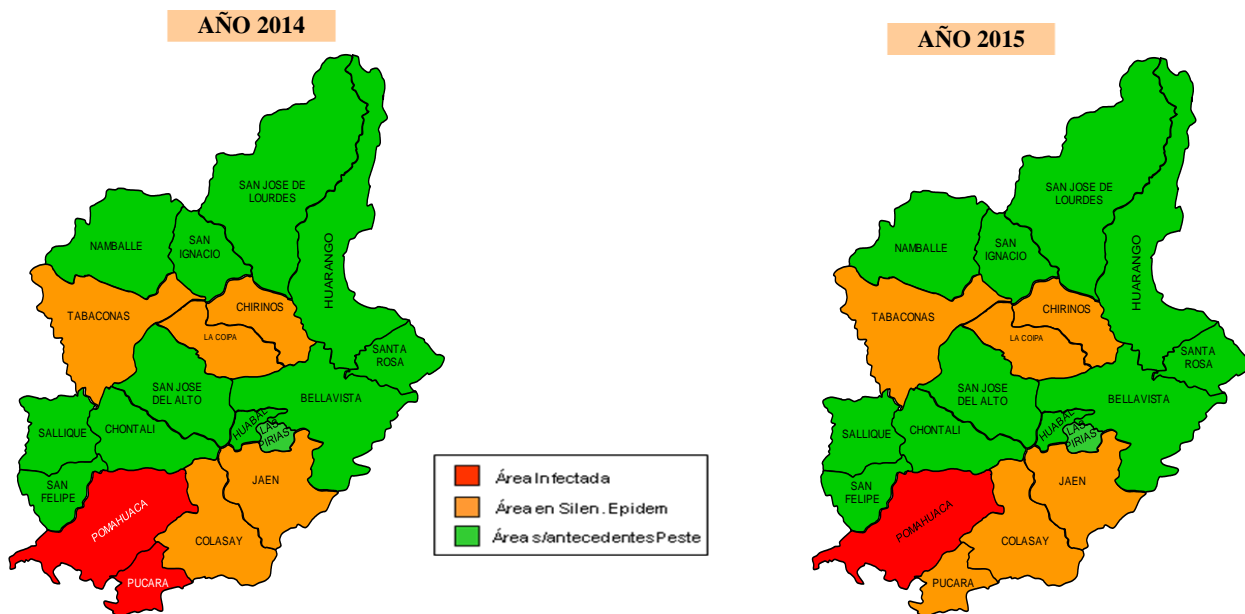 AÑO 2014
SAN JOSE DE
LOURDES
NAMBALLE
SAN
IGNACIO
HUARANGO
TABACONAS
CHIRINOS
LA COIPA
SANTA
ROSA
SAN JOSE
DEL ALTO
BELLAVISTA
HUABAL
LAS
PIRIAS
SALLIQUE
CHONTALI
SAN
FELIPE
JAEN
POMAHUACA
COLASAY
PUCARA
Área Infectada
Área en Silen. Epidem
Área s/antecedentes Peste
AÑO 2015
SAN JOSE DE
LOURDES
NAMBALLE
SAN
IGNACIO
HUARANGO
TABACONAS
CHIRINOS
LA COIPA
SANTA
ROSA
SAN JOSE
DEL ALTO
BELLAVISTA
HUABAL
LAS
PIRIAS
SALLIQUE
CHONTALI
SAN
FELIPE
JAEN
POMAHUACA
COLASAY
PUCARA